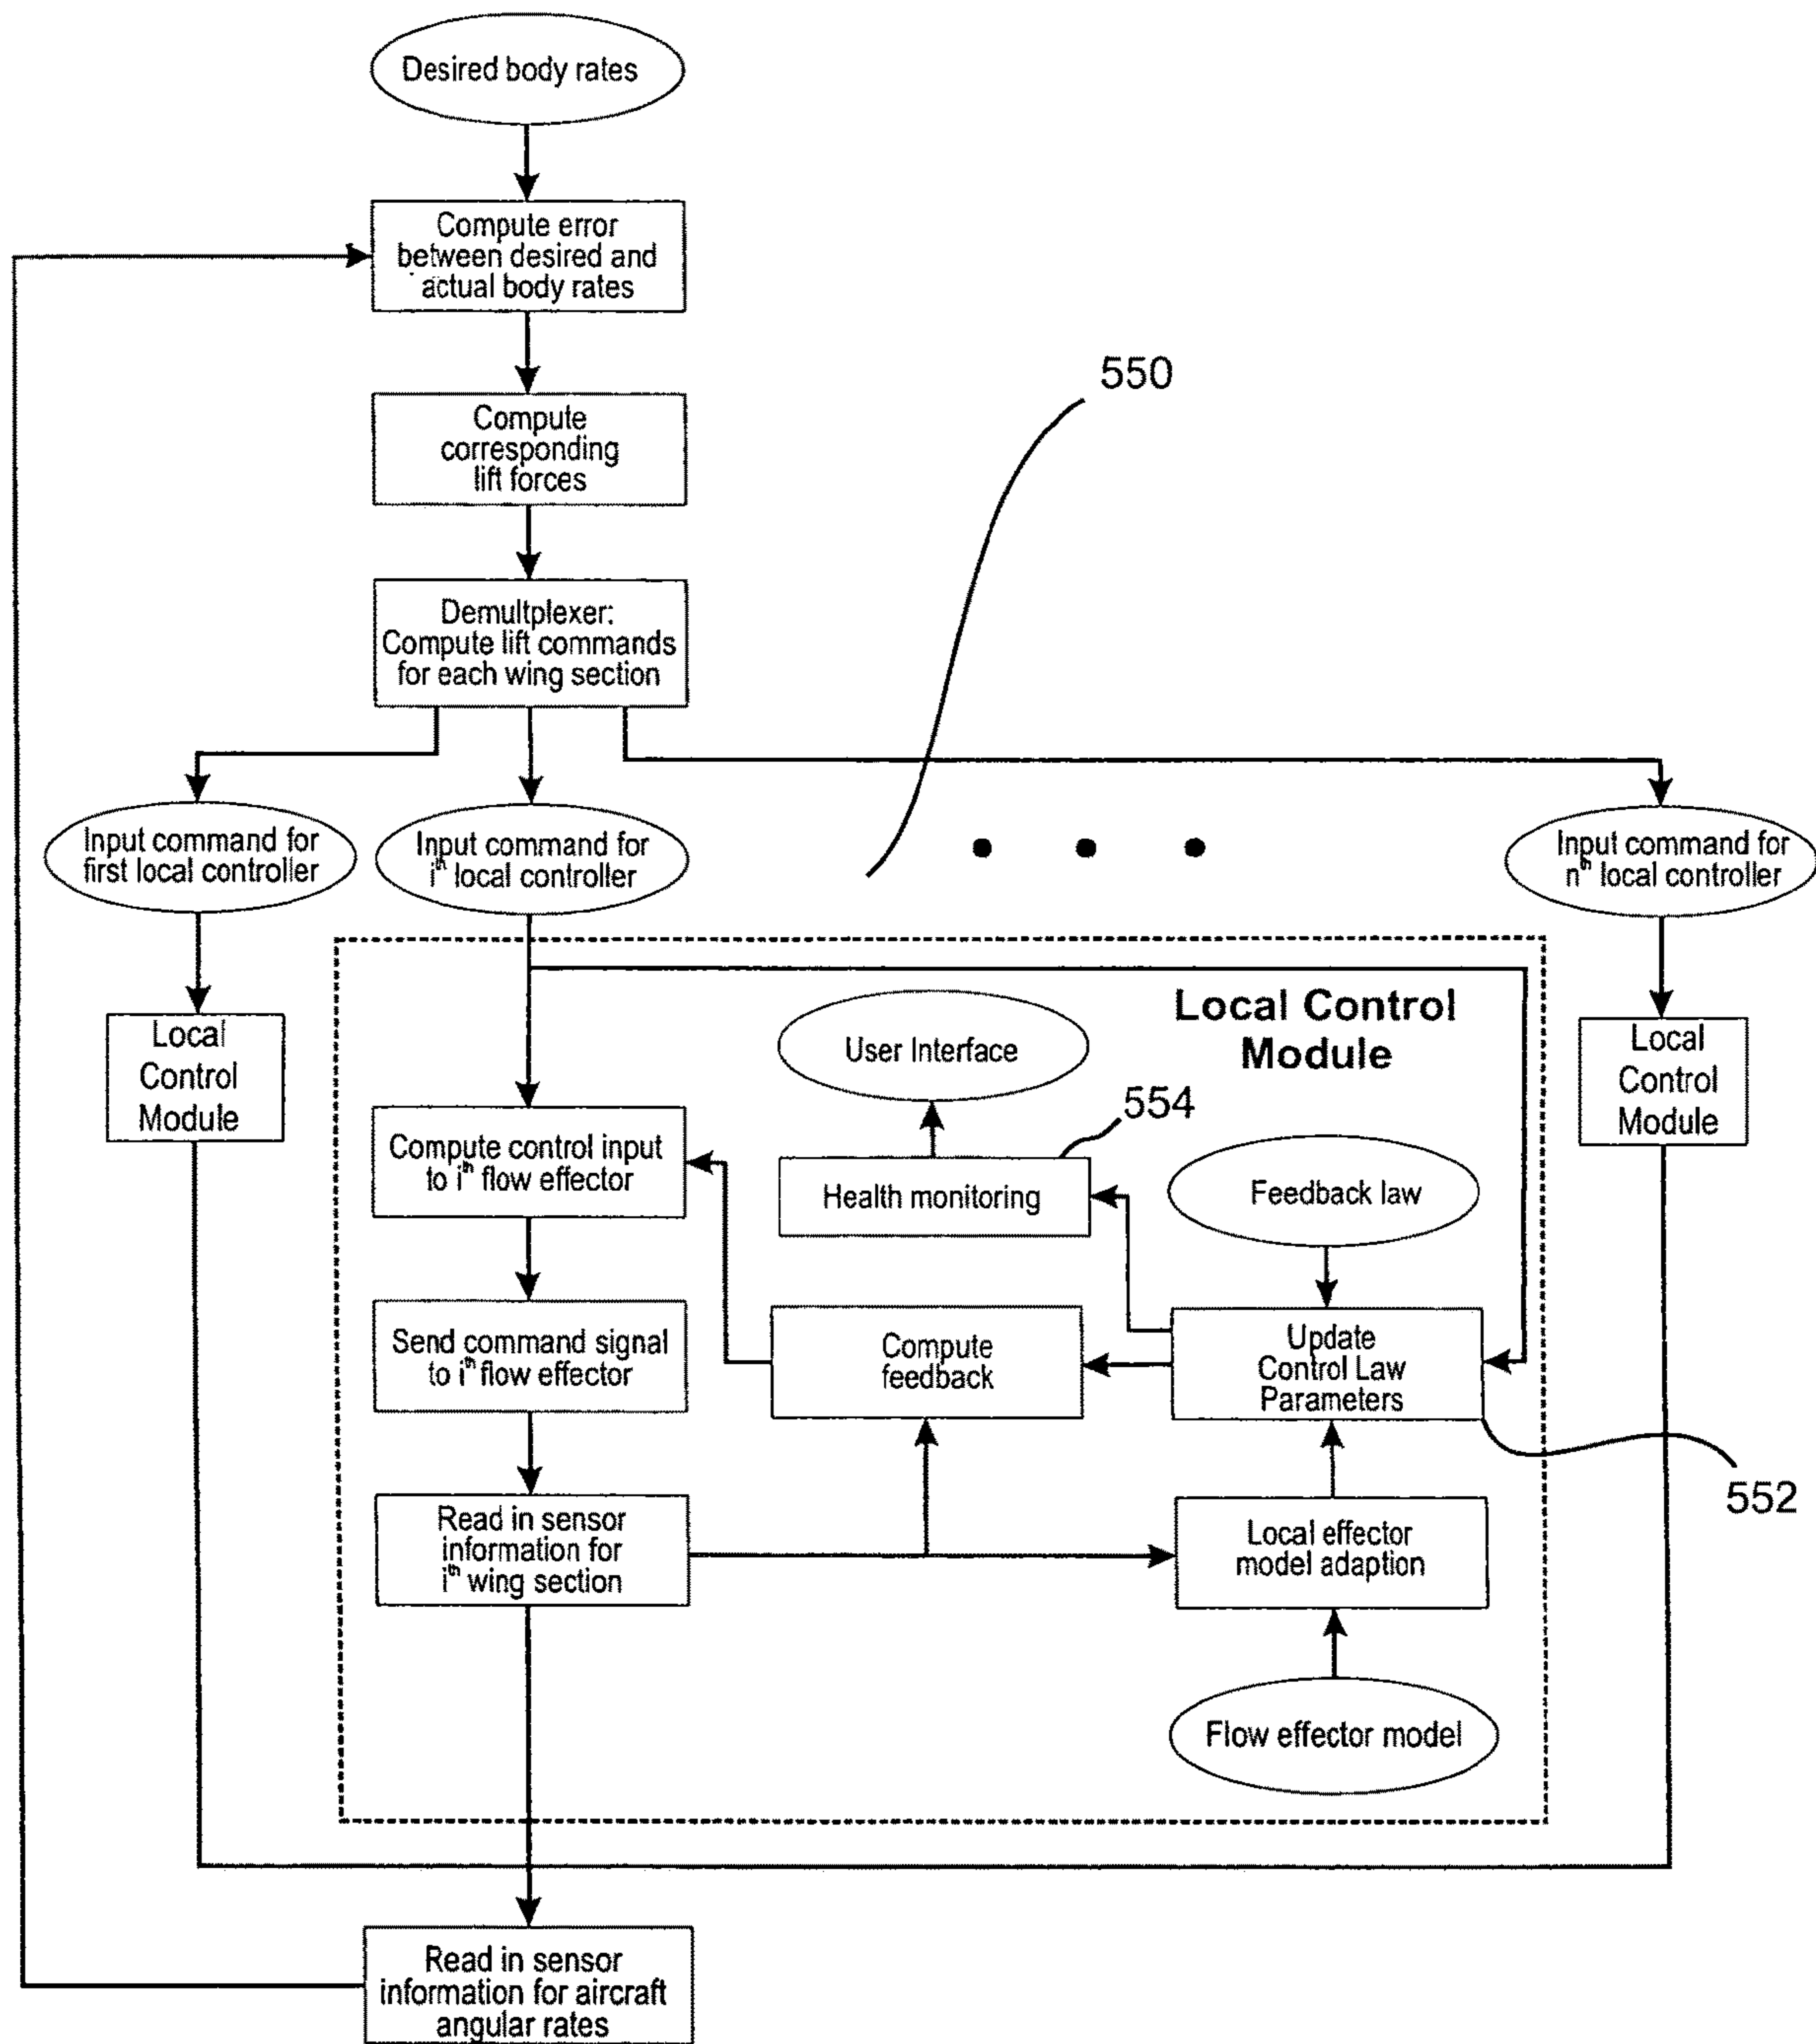 Desired body rates
Compute error
between desired and
actual body rates
550
Compute
corresponding
lift forces
Demultplexer:
Compute lift commands
for each wing section
Input command for
first local controller
Input command for
iᵗʰ local controller
Input command for
nᵗʰ local controller
Local Control
Module
Local
Control
Module
User Interface
Local
Control
Module
554
Compute control input
to iᵗʰ flow effector
Health monitoring
Feedback law
Send command signal
to iᵗʰ flow effector
Compute
feedback
Update
Control Law
Parameters
552
Read in sensor
information for
iᵗʰ wing section
Local effector
model adaption
Flow effector model
Read in sensor
information for aircraft
angular rates